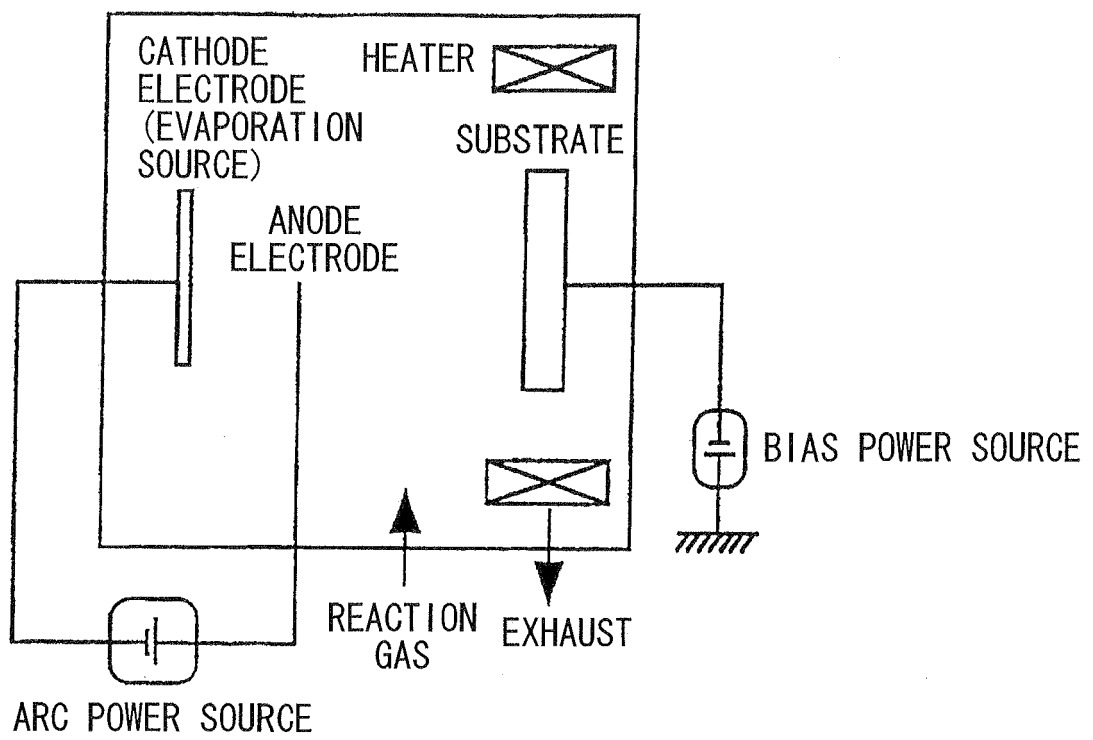 CATHODE
ELECTRODE
(EVAPORATION
SOURCE)
HEATER
SUBSTRATE
ANODE
ELECTRODE
BIAS POWER SOURCE
REACTION
GAS
EXHAUST
ARC POWER SOURCE